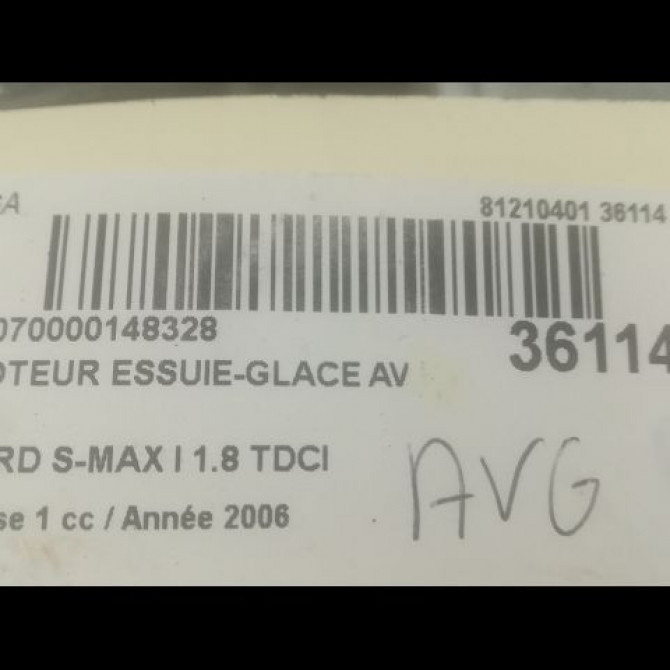 81210401 36114
070000148328
36114
OTEUR ESSUIE-GLACE AV
RD S-MAX I 1.8 TDCI
se 1 cc / Année 2006
AVG